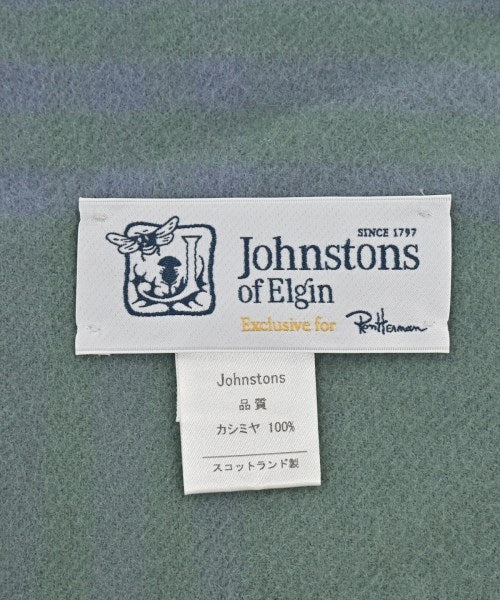 SINCE 1797
Johnstons
of Elgin
Exclusive for Ron Herman
Johnstons
品質
カシミヤ 100%
スコットランド製